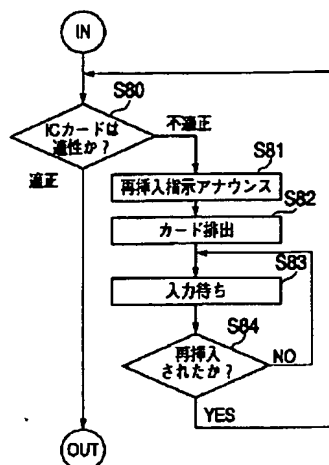 IN
S80
ICカードは
適性か?
不適正
適正
S81
再挿入指示アナウンス
S82
カード排出
S83
入力待ち
S84
再挿入
されたか?
NO
YES
OUT